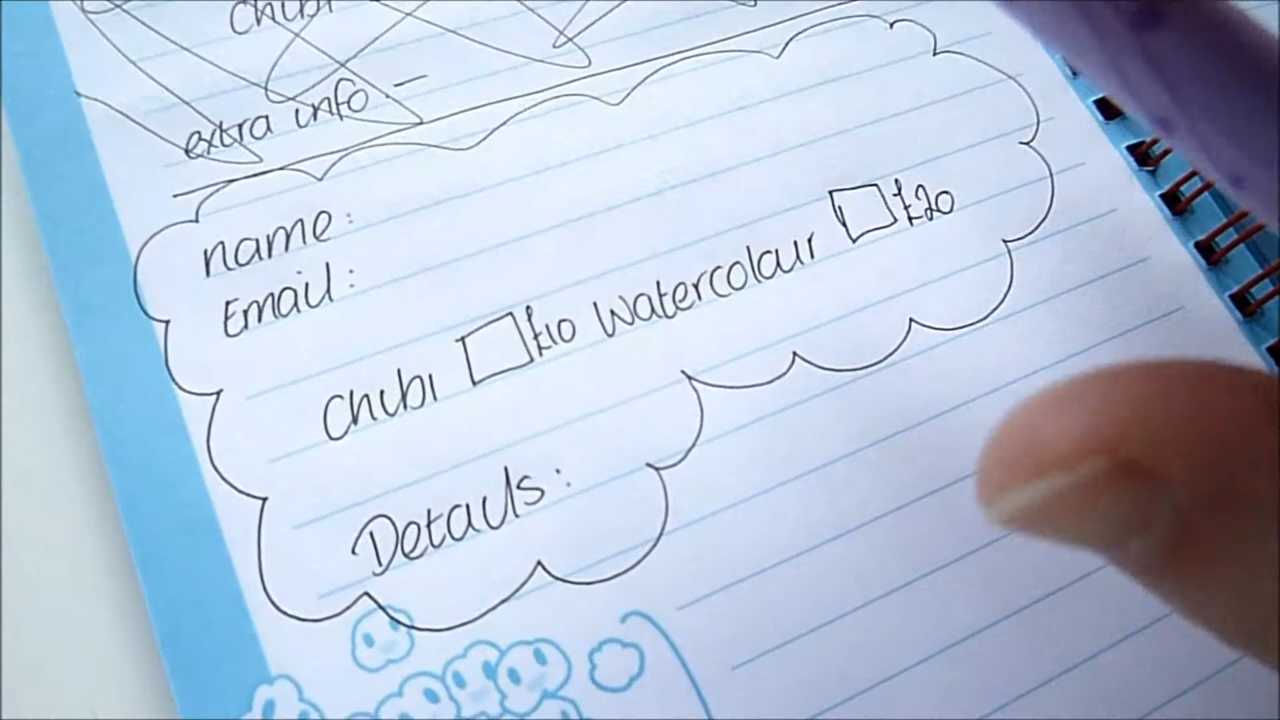 chibi
extra info –
name:
Email:
Chibi £10 Watercolour £20
Details: